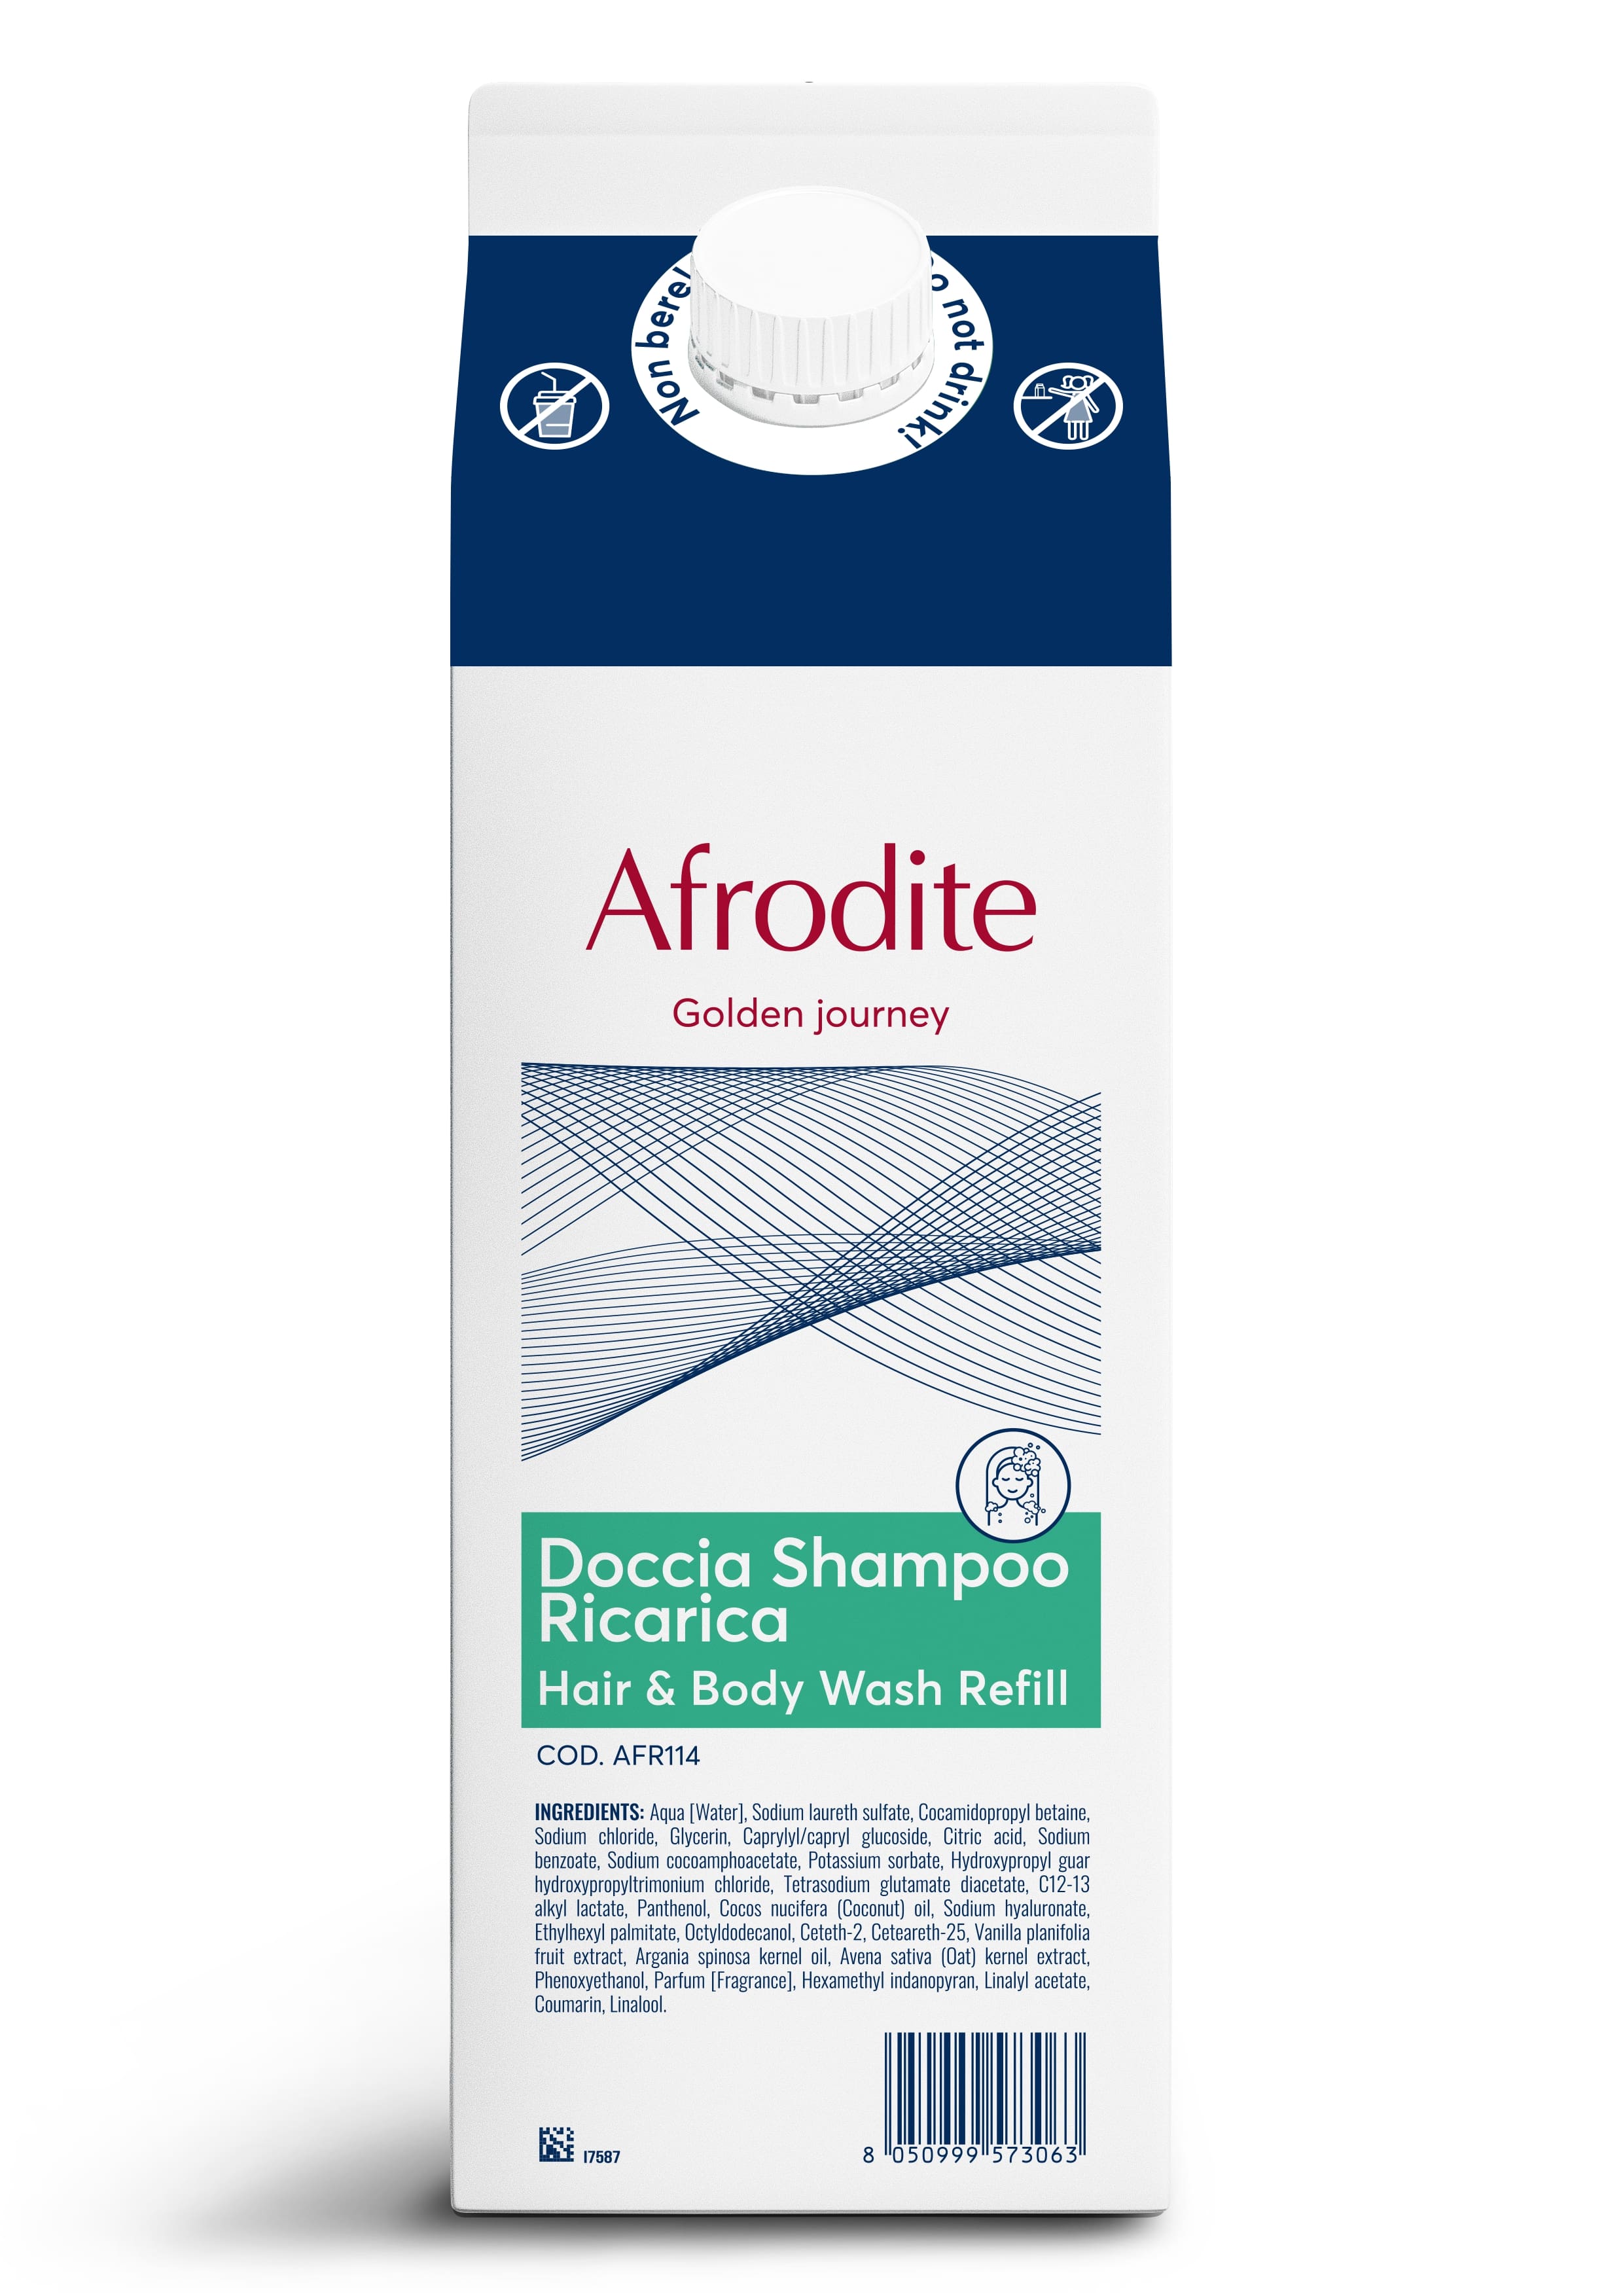 Non bere!
not drink!
Afrodite
Golden journey
Doccia Shampoo
Ricarica
Hair & Body Wash Refill
COD. AFR114
INGREDIENTS: Aqua [Water], Sodium laureth sulfate, Cocamidopropyl betaine,
Sodium chloride, Glycerin, Caprylyl/capryl glucoside, Citric acid, Sodium
benzoate, Sodium cocoamphoacetate, Potassium sorbate, Hydroxypropyl guar
hydroxypropyltrimonium chloride, Tetrasodium glutamate diacetate, C12-13
alkyl lactate, Panthenol, Cocos nucifera (Coconut) oil, Sodium hyaluronate,
Ethylhexyl palmitate, Octyldodecanol, Ceteth-2, Ceteareth-25, Vanilla planifolia
fruit extract, Argania spinosa kernel oil, Avena sativa (Oat) kernel extract,
Phenoxyethanol, Parfum [Fragrance], Hexamethyl indanopyran, Linalyl acetate,
Coumarin, Linalool.
I7587
8 050999 573063